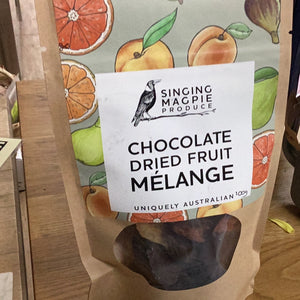 SINGING
MAGPIE
PRODUCE
CHOCOLATE
DRIED FRUIT
MÉLANGE
UNIQUELY AUSTRALIAN 100g